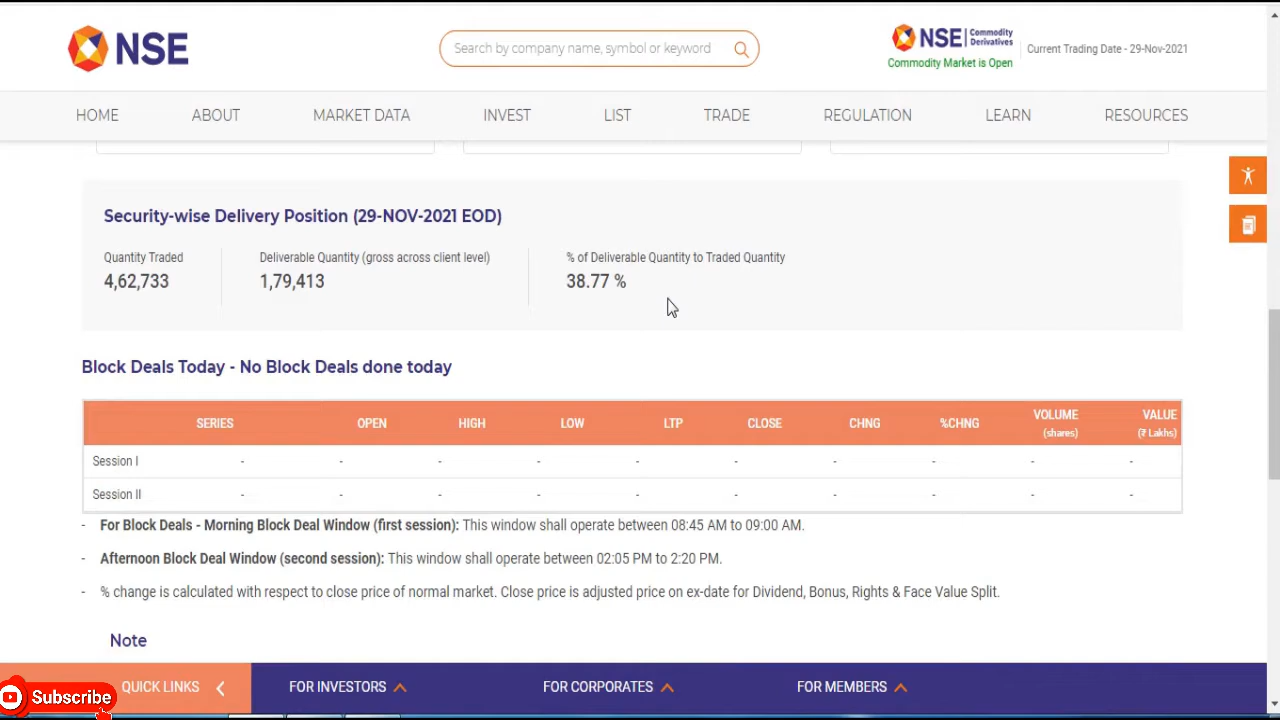 NSE
Search by company name, symbol or keyword
NSE | Commodity Derivatives
Commodity Market is Open
Current Trading Date - 29-Nov-2021
HOME ABOUT MARKET DATA INVEST LIST TRADE REGULATION LEARN RESOURCES
Security-wise Delivery Position (29-NOV-2021 EOD)
Quantity Traded Deliverable Quantity (gross across client level) % of Deliverable Quantity to Traded Quantity
4,62,733 1,79,413 38.77 %
Block Deals Today - No Block Deals done today
SERIES OPEN HIGH LOW LTP CLOSE CHNG %CHNG VOLUME (shares) VALUE (₹ Lakhs)
Session I - - - - - - - - - -
Session II - - - - - - - - - -
- For Block Deals - Morning Block Deal Window (first session): This window shall operate between 08:45 AM to 09:00 AM.
- Afternoon Block Deal Window (second session): This window shall operate between 02:05 PM to 2:20 PM.
- % change is calculated with respect to close price of normal market. Close price is adjusted price on ex-date for Dividend, Bonus, Rights & Face Value Split.
Note
QUICK LINKS FOR INVESTORS FOR CORPORATES FOR MEMBERS
Subscribe